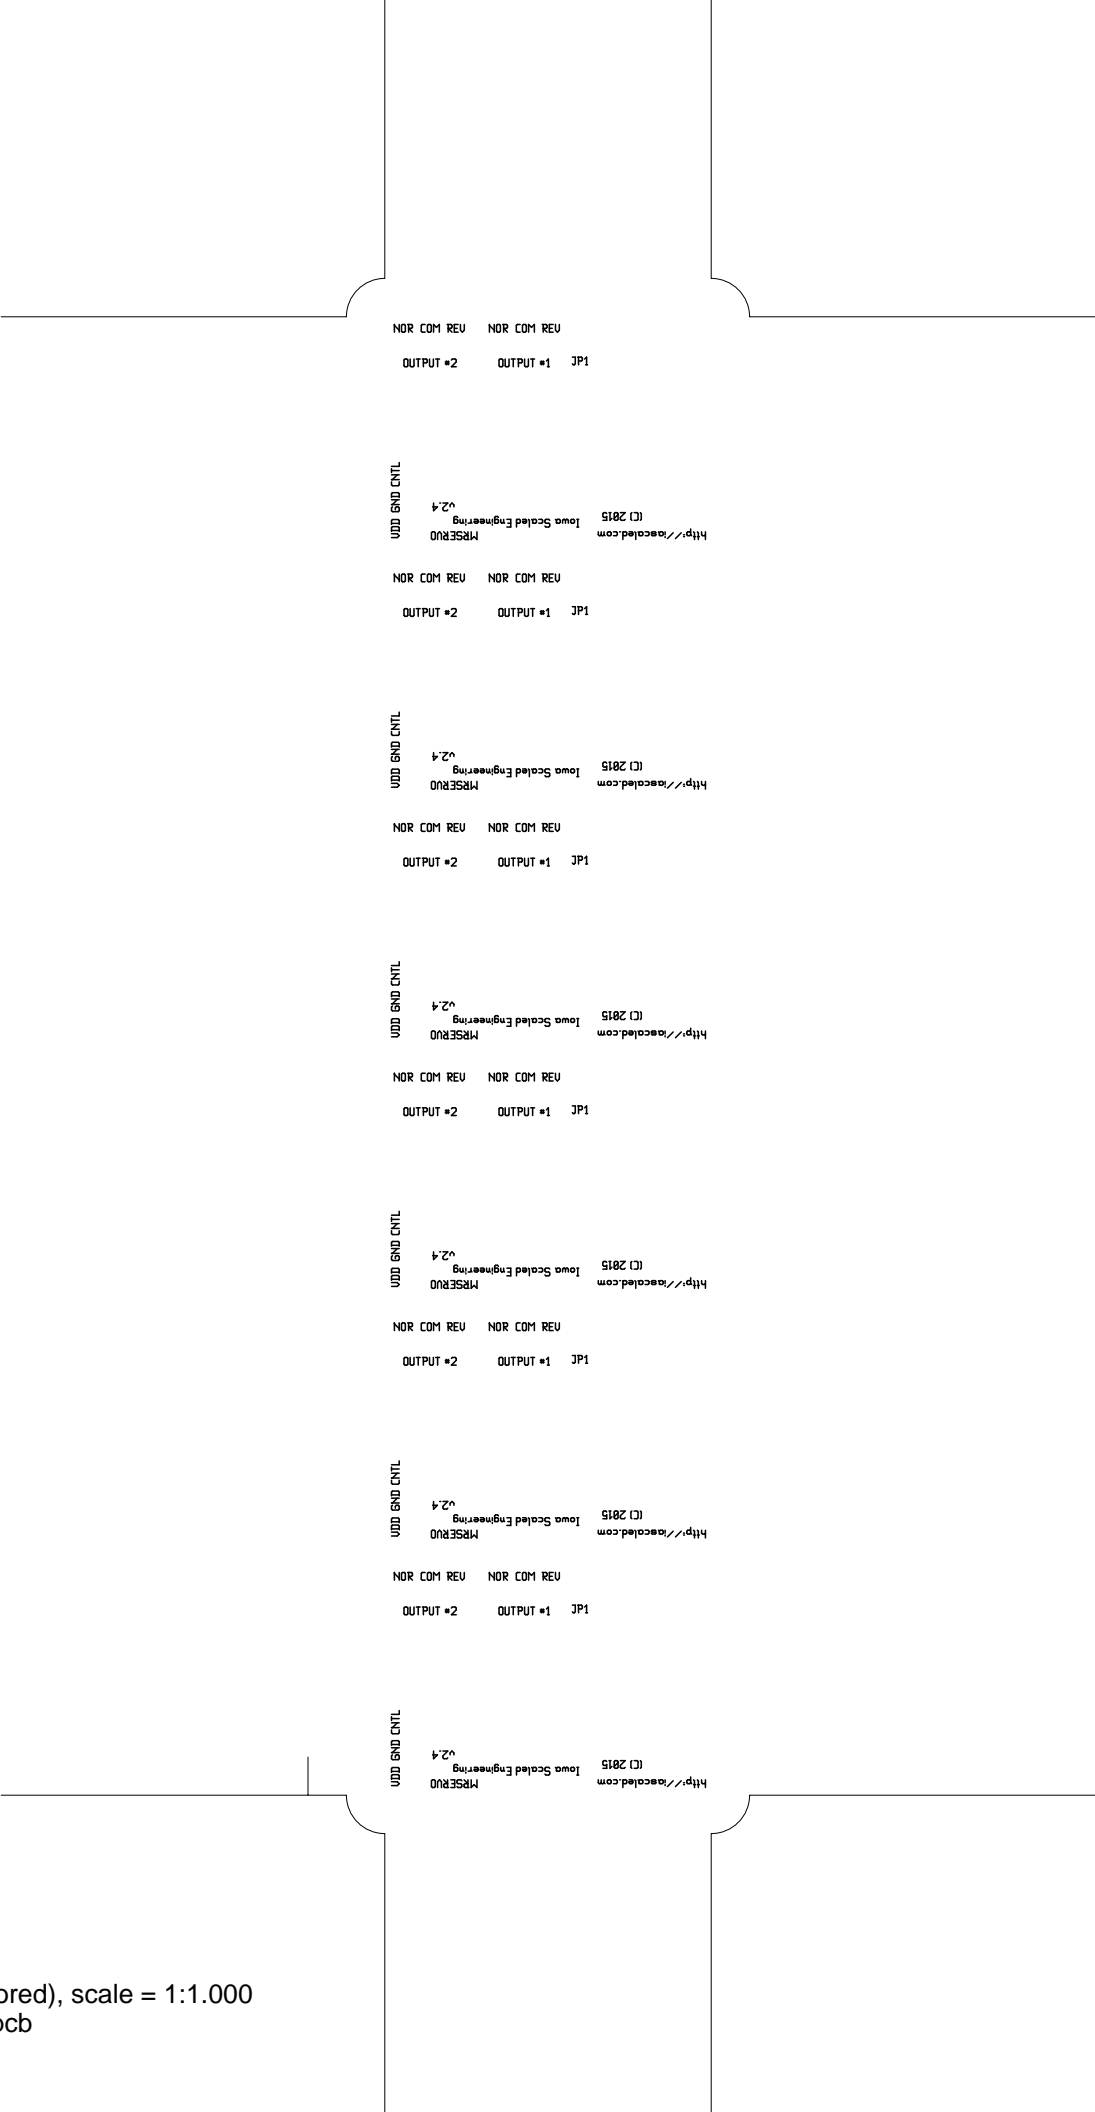 NOR COM REV NOR COM REV
OUTPUT #2 OUTPUT #1 JP1
VDD GND CNTL
v2.4
Iowa Scaled Engineering (C) 2015
MRSERVO http://iascaled.com
NOR COM REV NOR COM REV
OUTPUT #2 OUTPUT #1 JP1
VDD GND CNTL
v2.4
Iowa Scaled Engineering (C) 2015
MRSERVO http://iascaled.com
NOR COM REV NOR COM REV
OUTPUT #2 OUTPUT #1 JP1
VDD GND CNTL
v2.4
Iowa Scaled Engineering (C) 2015
MRSERVO http://iascaled.com
NOR COM REV NOR COM REV
OUTPUT #2 OUTPUT #1 JP1
VDD GND CNTL
v2.4
Iowa Scaled Engineering (C) 2015
MRSERVO http://iascaled.com
NOR COM REV NOR COM REV
OUTPUT #2 OUTPUT #1 JP1
VDD GND CNTL
v2.4
Iowa Scaled Engineering (C) 2015
MRSERVO http://iascaled.com
NOR COM REV NOR COM REV
OUTPUT #2 OUTPUT #1 JP1
VDD GND CNTL
v2.4
Iowa Scaled Engineering (C) 2015
MRSERVO http://iascaled.com
ored), scale = 1:1.000
ocb